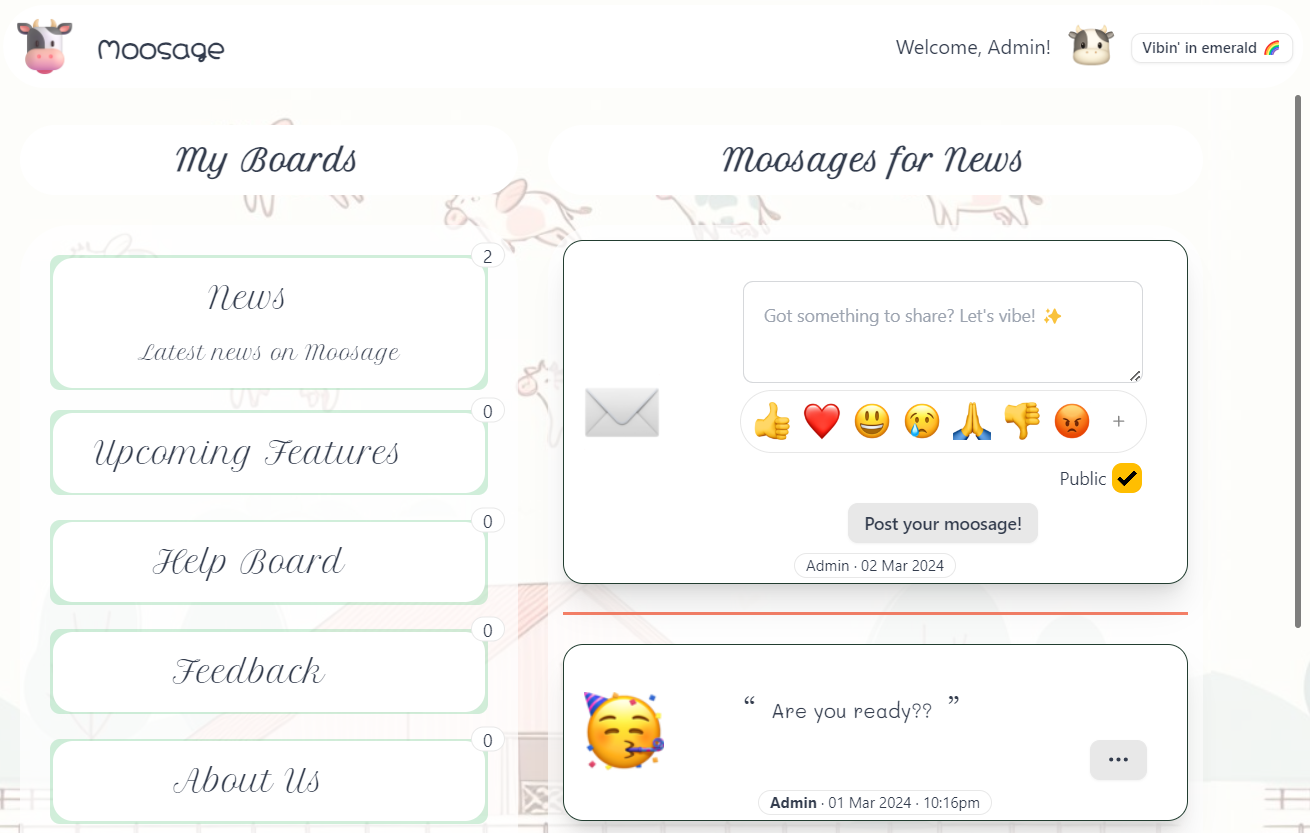 Moosage
Welcome, Admin!
Vibin' in emerald 🌈
My Boards
2
News
Latest news on Moosage
0
Upcoming Features
0
Help Board
0
Feedback
0
About Us
Moosages for News
Got something to share? Let's vibe! ✨
👍 ❤️ 😃 😢 🙏 👎 😡 +
Public
Post your moosage!
Admin · 02 Mar 2024
“ Are you ready?? ”
•••
Admin · 01 Mar 2024 · 10:16pm